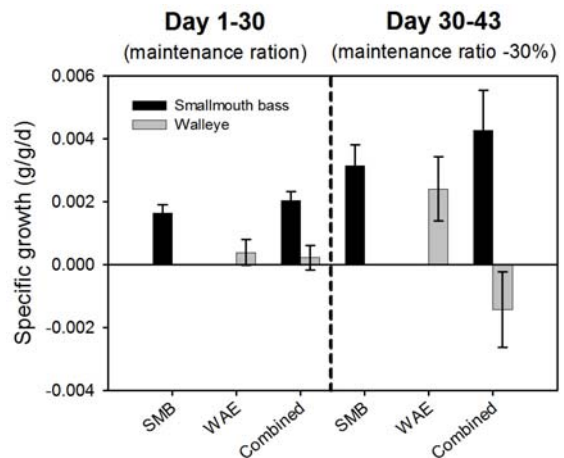 Day 1-30
Day 30-43
(maintenance ration)
(maintenance ratio -30%)
Specific growth (g/g/d)
0.006
0.004
0.002
0.000
-0.002
-0.004
Smallmouth bass
Walleye
SMB
WAE
Combined
SMB
WAE
Combined